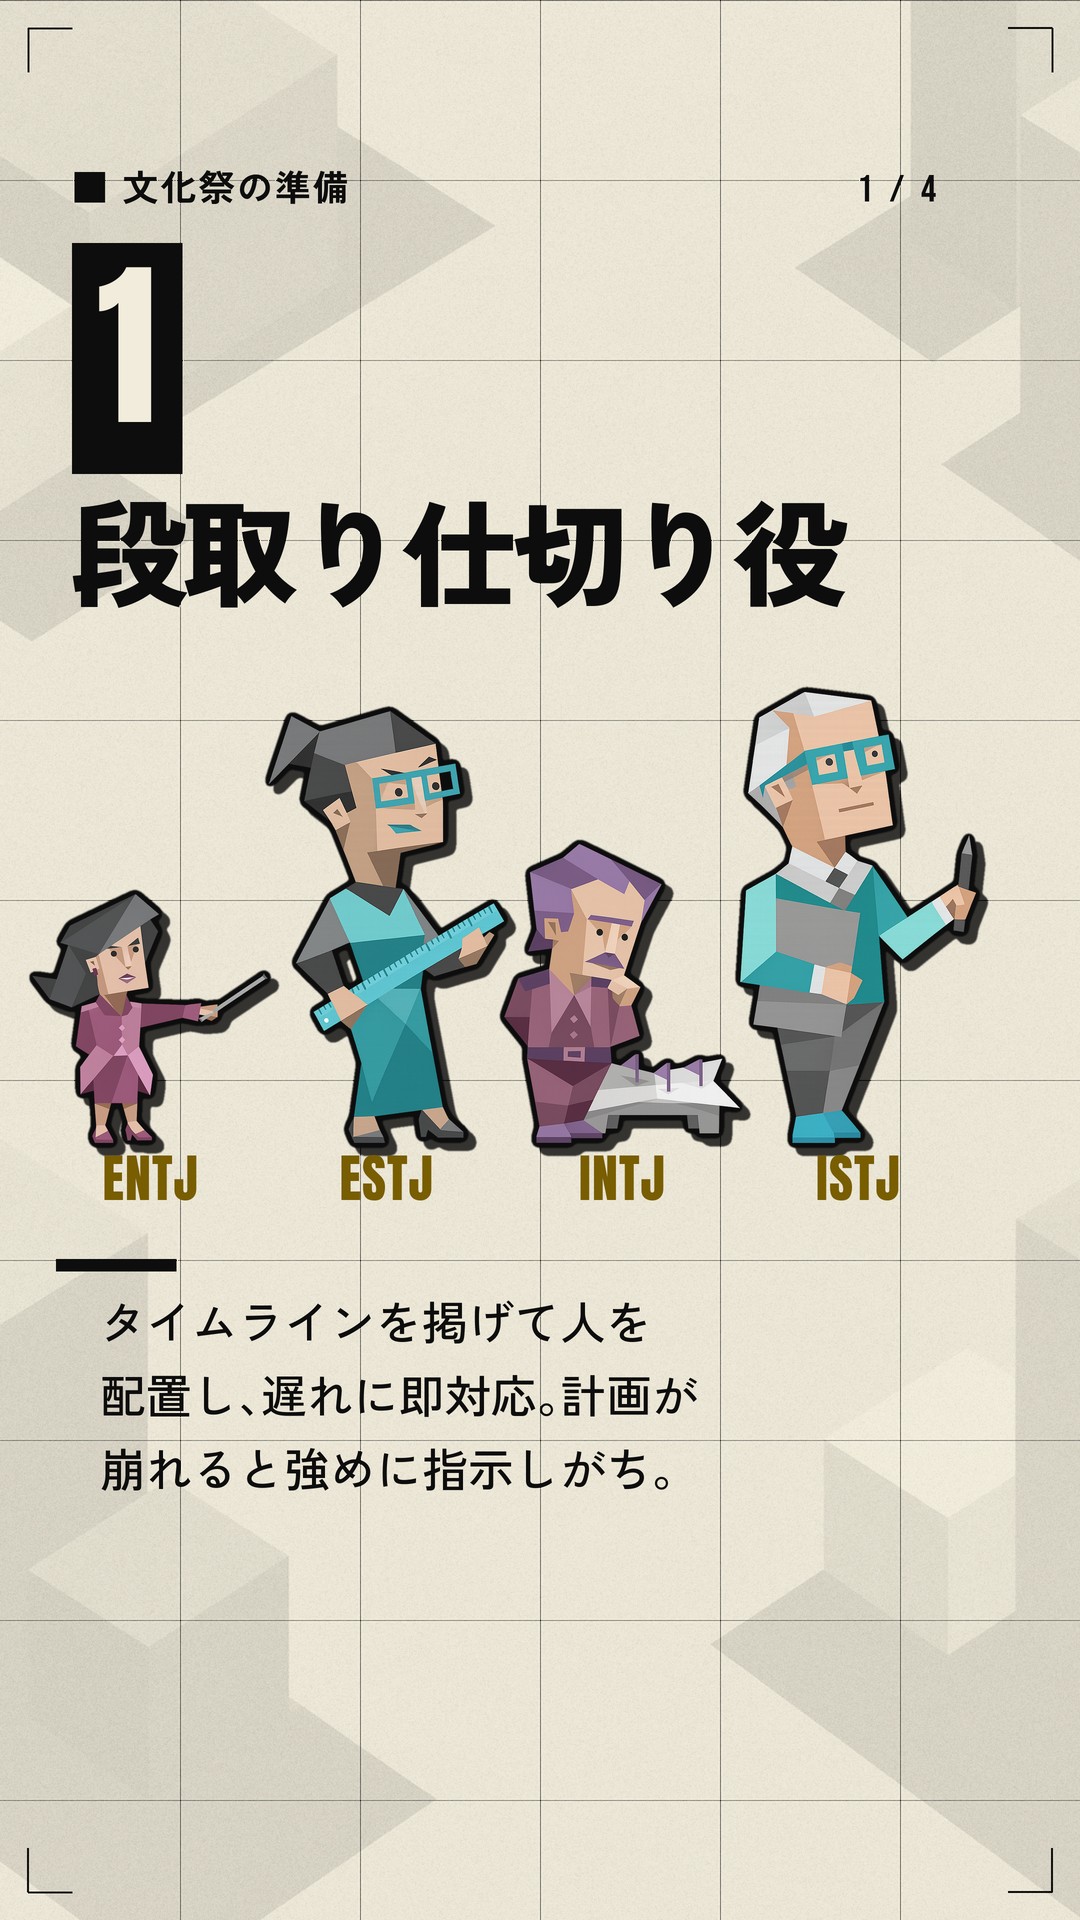 ■ 文化祭の準備
1 / 4
1
段取り仕切り役
ENTJ
ESTJ
INTJ
ISTJ
タイムラインを掲げて人を
配置し、遅れに即対応。計画が
崩れると強めに指示しがち。